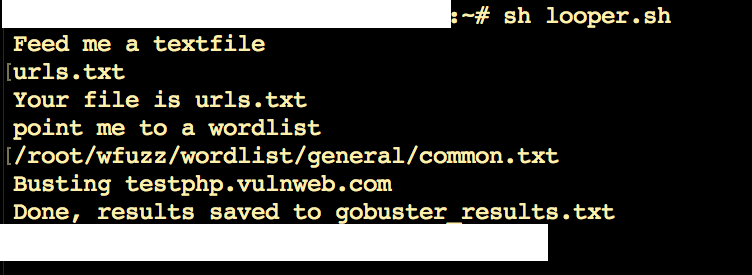 :~# sh looper.sh
Feed me a textfile
[urls.txt
Your file is urls.txt
point me to a wordlist
[/root/wfuzz/wordlist/general/common.txt
Busting testphp.vulnweb.com
Done, results saved to gobuster_results.txt